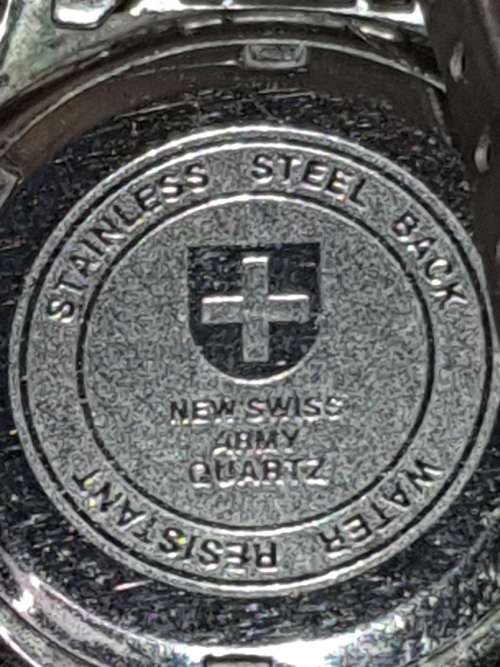 STAINLESS STEEL BACK
NEW SWISS
ARMY
QUARTZ
WATER RESISTANT